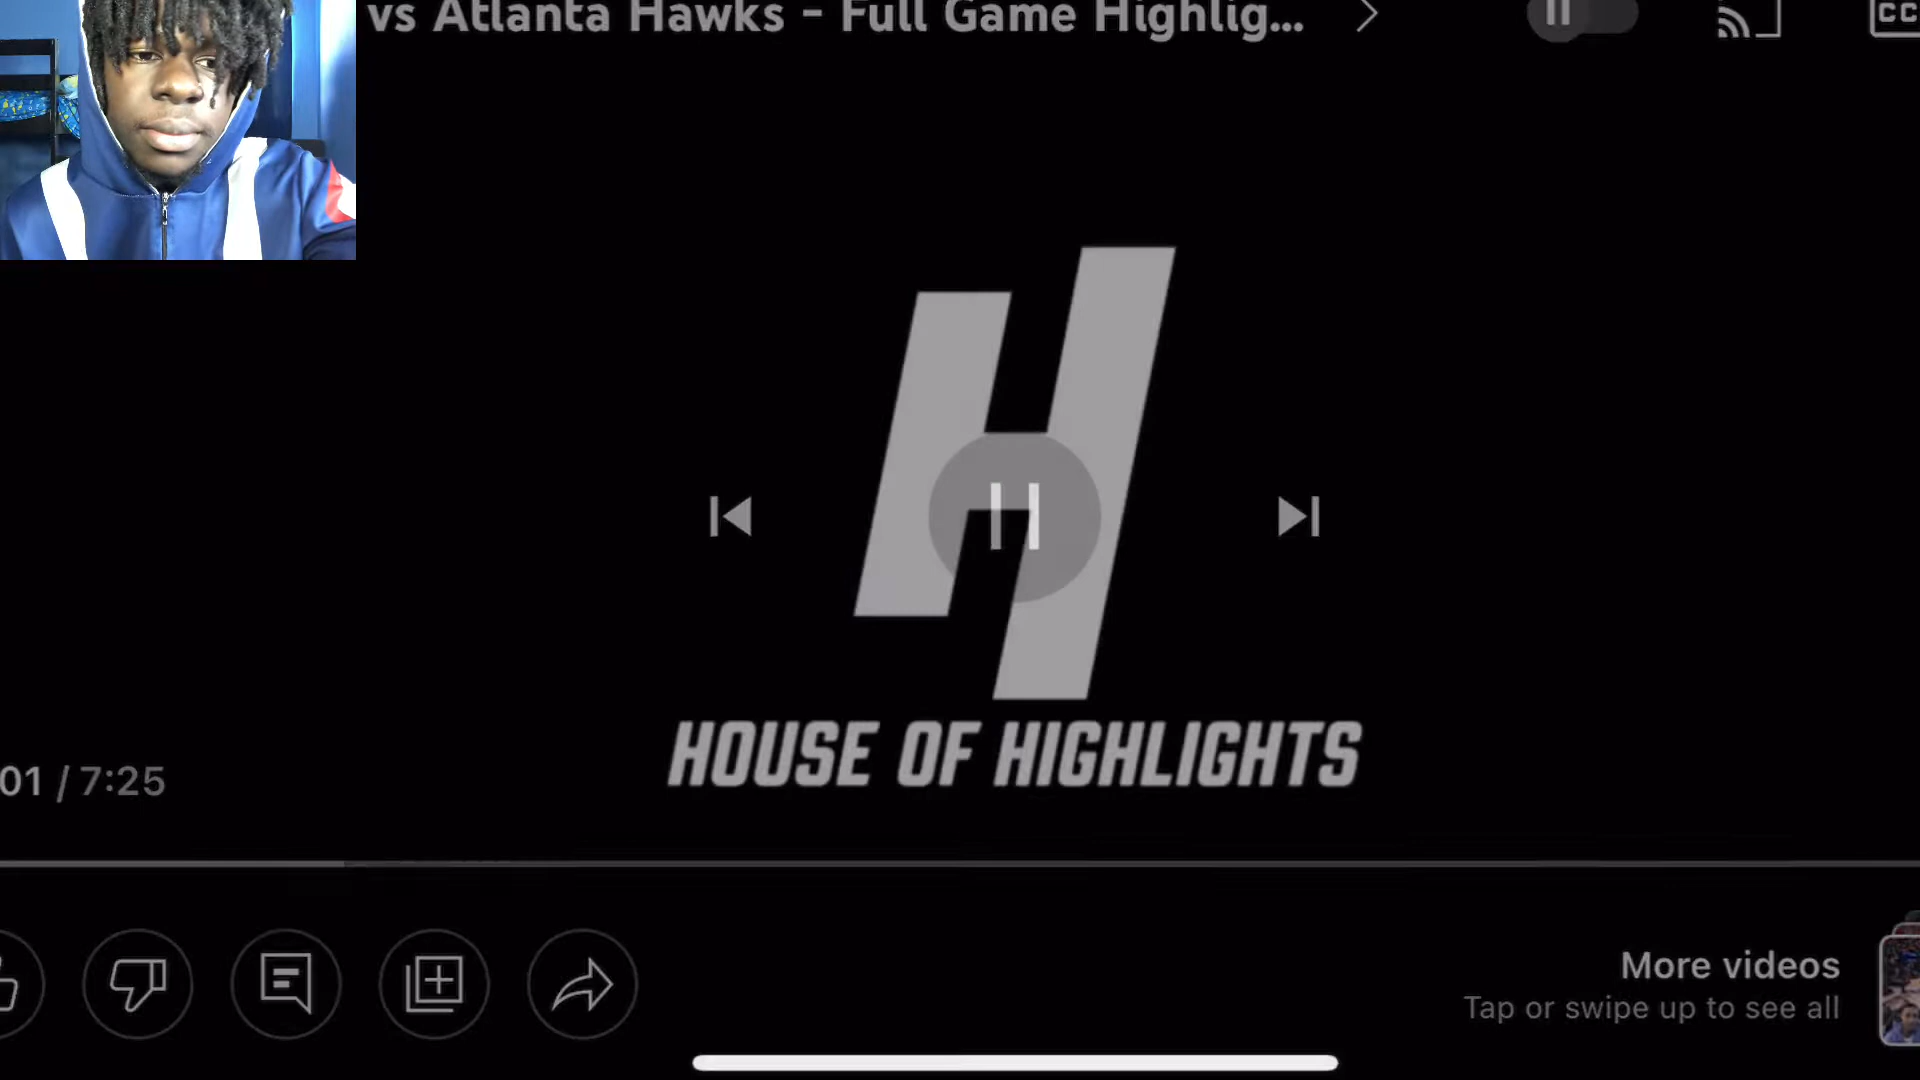 vs Atlanta Hawks - Full Game Highlig...
CC
HOUSE OF HIGHLIGHTS
01 / 7:25
More videos
Tap or swipe up to see all